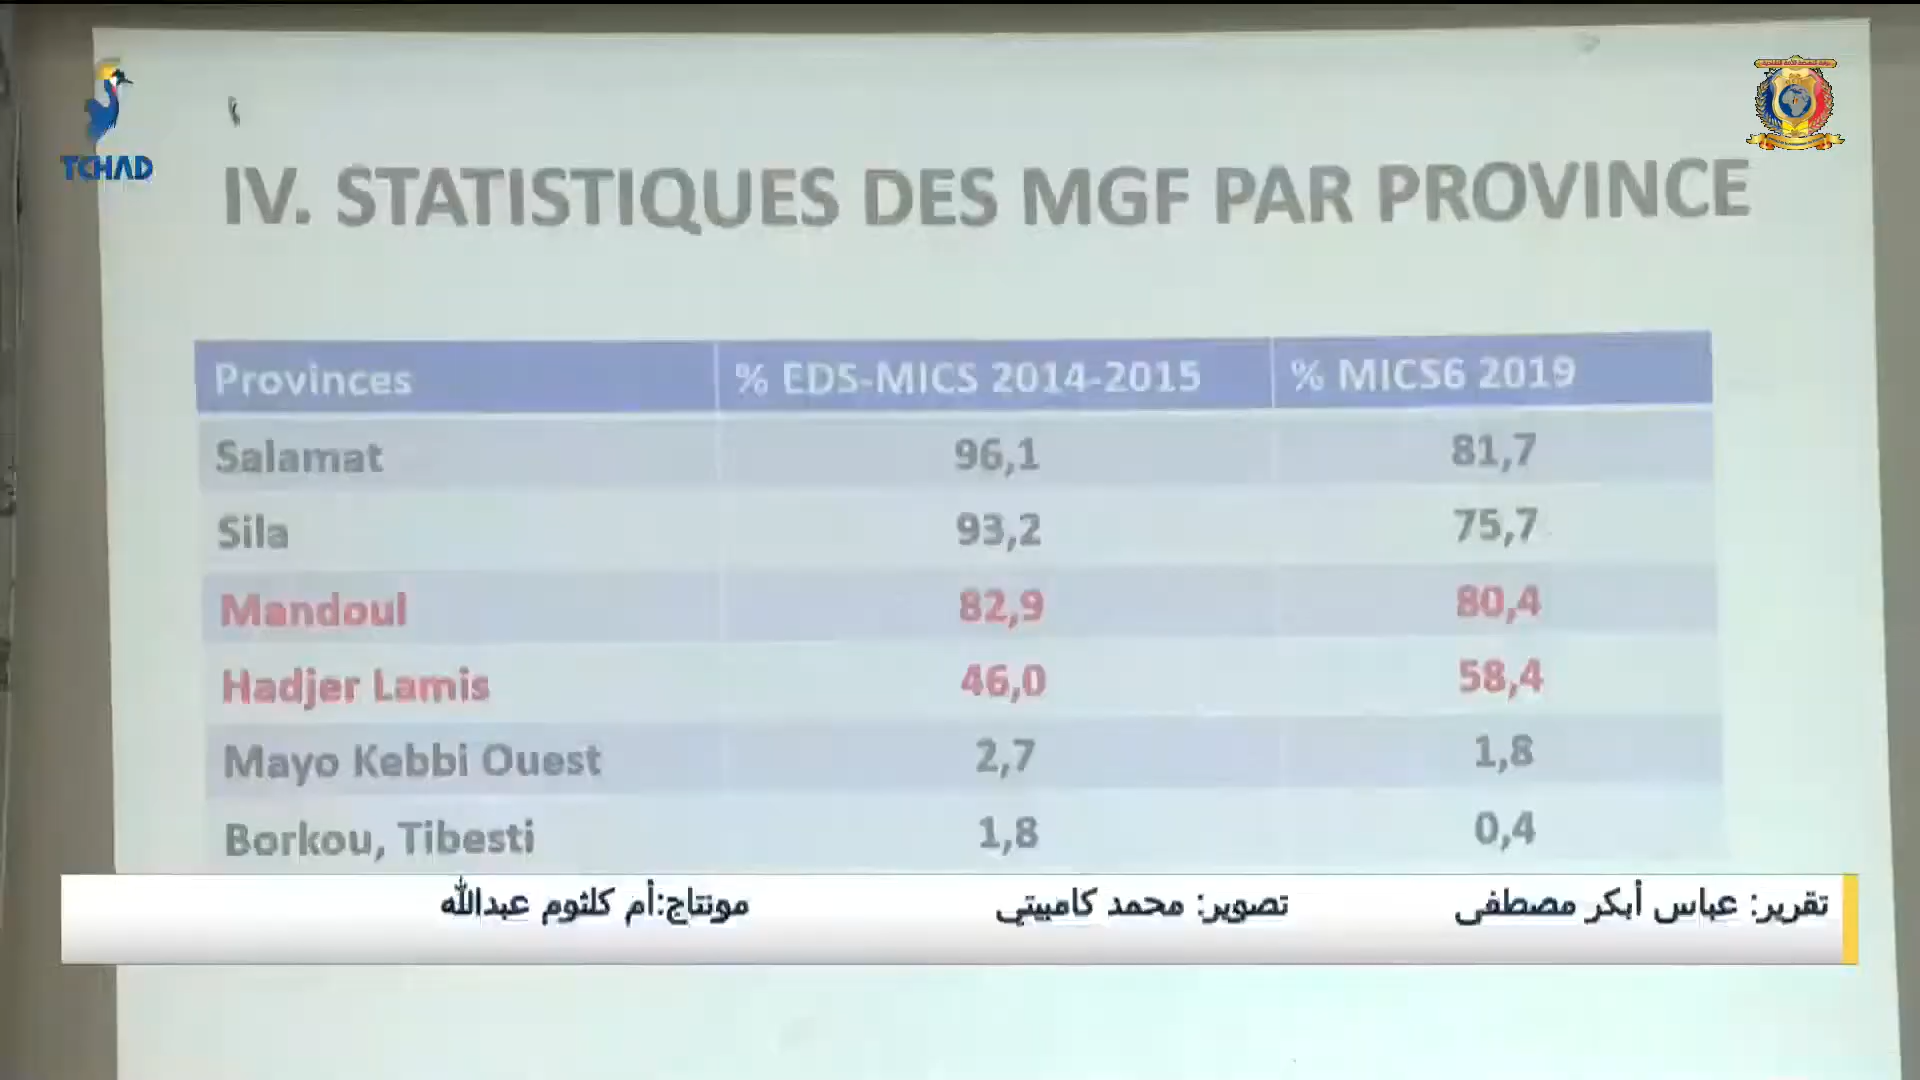 TCHAD
IV. STATISTIQUES DES MGF PAR PROVINCE
Provinces % EDS-MICS 2014-2015 % MICS6 2019
Salamat 96,1 81,7
Sila 93,2 75,7
Mandoul 82,9 80,4
Hadjer Lamis 46,0 58,4
Mayo Kebbi Ouest 2,7 1,8
Borkou, Tibesti 1,8 0,4
تقرير: عباس أبكر مصطفى تصوير: محمد كامبيتي مونتاج:أم كلثوم عبدالله